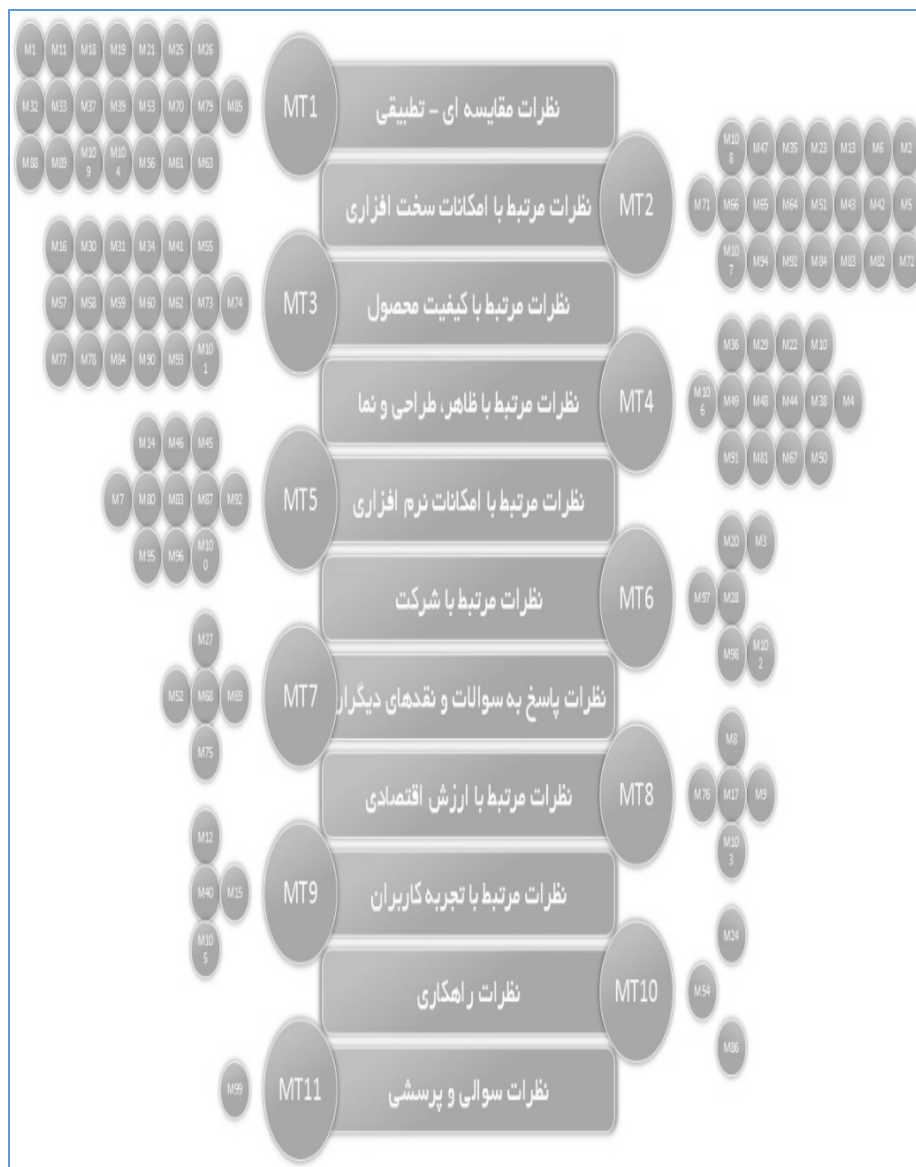 M1 M11 M18 M19 M21 M25 M26
M32 M33 M37 M39 M53 M70 M79 M85
M88 M89 M109 M104 M56 M61 M63
MT1
نظرات مقایسه ای – تطبیقی
M108 M47 M35 M23 M13 M6 M2
M71 M66 M65 M64 M51 M43 M42 M5
M107 M94 M92 M84 M83 M82 M72
MT2
نظرات مرتبط با امکانات سخت افزاری
M16 M30 M31 M34 M41 M55
M57 M58 M59 M60 M62 M73 M74
M77 M78 M84 M90 M93 M101
MT3
نظرات مرتبط با کیفیت محصول
M36 M29 M22 M10
M106 M49 M48 M44 M38 M4
M91 M81 M67 M50
MT4
نظرات مرتبط با ظاهر، طراحی و نما
M14 M46 M45
M7 M80 M83 M87 M92
M95 M96 M100
MT5
نظرات مرتبط با امکانات نرم افزاری
M20 M3
M97 M28
M98 M102
MT6
نظرات مرتبط با شرکت
M27
M52 M68 M69
M75
MT7
نظرات پاسخ به سوالات و نقدهای دیگران
M8
M76 M17 M9
M103
MT8
نظرات مرتبط با ارزش اقتصادی
M12
M40 M15
M105
MT9
نظرات مرتبط با تجربه کاربران
M24
M54
M86
MT10
نظرات راهکاری
M99
MT11
نظرات سوالی و پرسشی